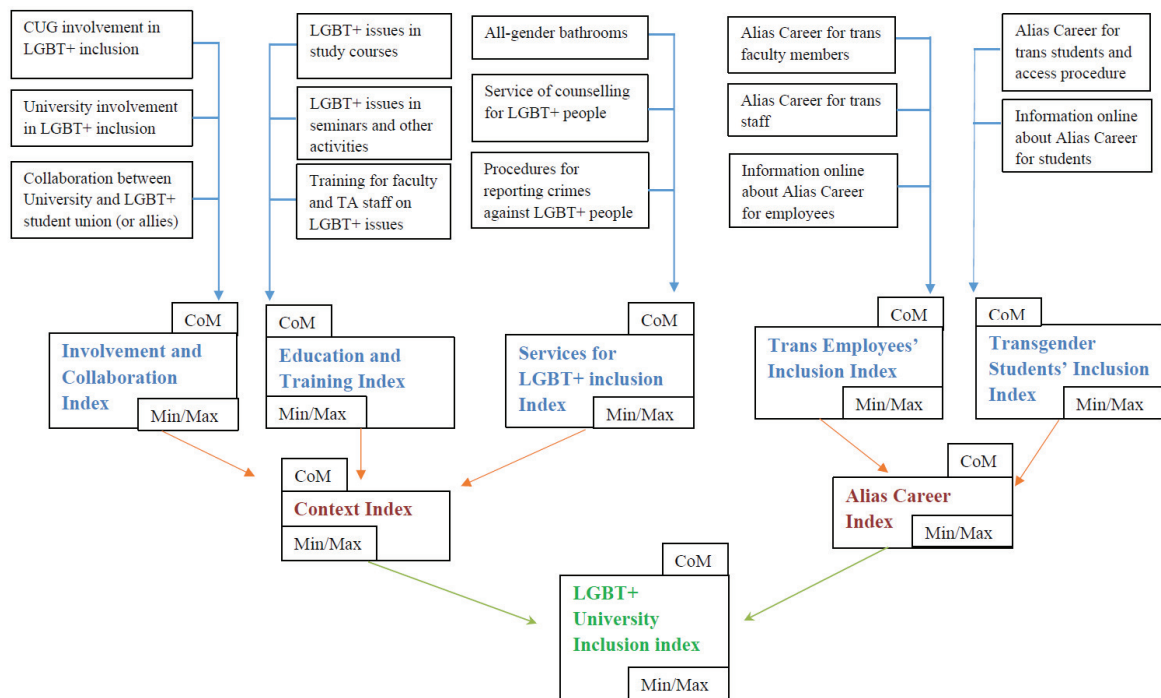 CUG involvement in
LGBT+ inclusion
University involvement
in LGBT+ inclusion
Collaboration between
University and LGBT+
student union (or allies)
LGBT+ issues in
study courses
LGBT+ issues in
seminars and other
activities
Training for faculty
and TA staff on
LGBT+ issues
All-gender bathrooms
Service of counselling
for LGBT+ people
Procedures for
reporting crimes
against LGBT+ people
Alias Career for trans
faculty members
Alias Career for trans
staff
Information online
about Alias Career
for employees
Alias Career for
trans students and
access procedure
Information online
about Alias Career
for students
CoM
Involvement and
Collaboration
Index
Min/Max
CoM
Education and
Training Index
Min/Max
CoM
Services for
LGBT+ inclusion
Index
Min/Max
CoM
Trans Employees’
Inclusion Index
Min/Max
CoM
Transgender
Students’ Inclusion
Index
Min/Max
CoM
Context Index
Min/Max
CoM
Alias Career
Index
Min/Max
CoM
LGBT+
University
Inclusion index
Min/Max